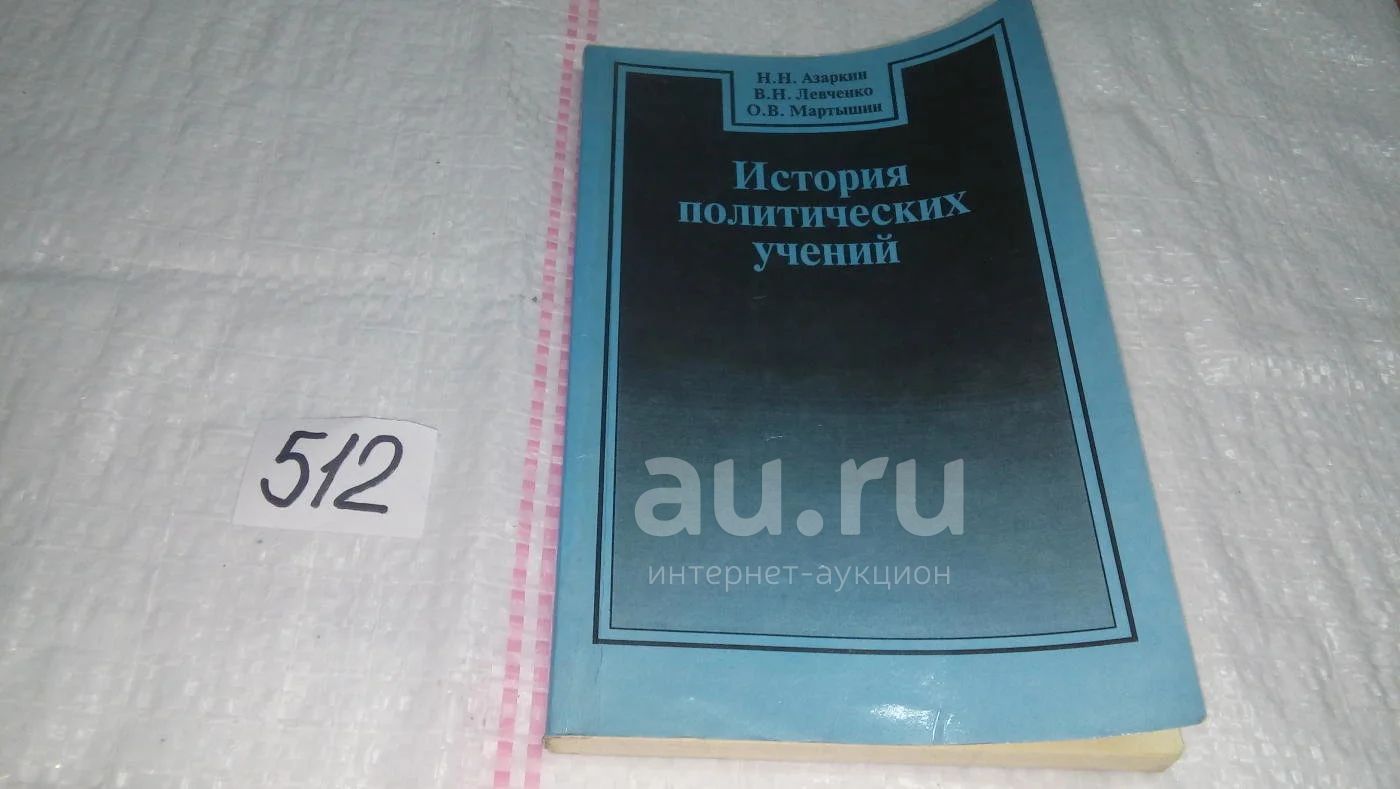 Н.Н. Азаркин
В.Н. Левченко
О.В. Мартышин
История
политических
учений
512
au.ru
интернет-аукцион